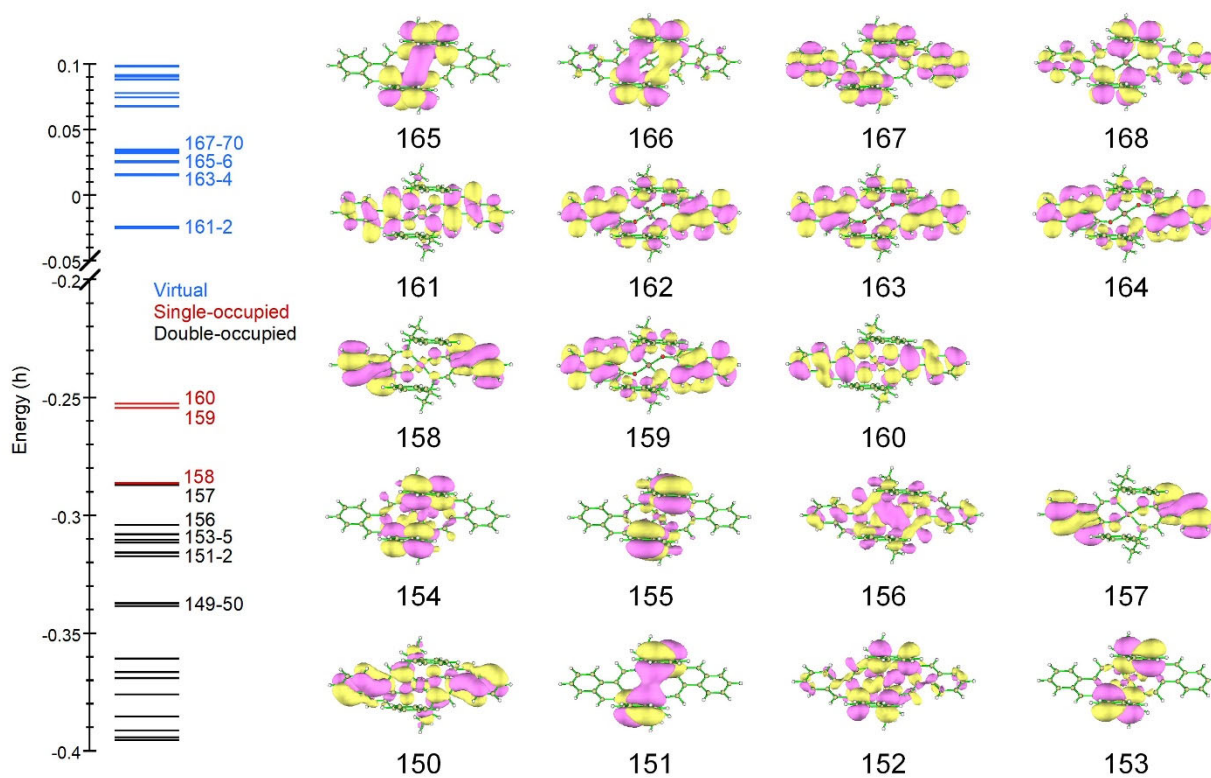 165 166 167 168
0.1
0.05
0
-0.05
-0.2
-0.25
-0.3
-0.35
-0.4
Energy (h)
167-70
165-6
163-4
161-2
Virtual
Single-occupied
Double-occupied
160
159
158
157
156
153-5
151-2
149-50
161 162 163 164
158 159 160
154 155 156 157
150 151 152 153